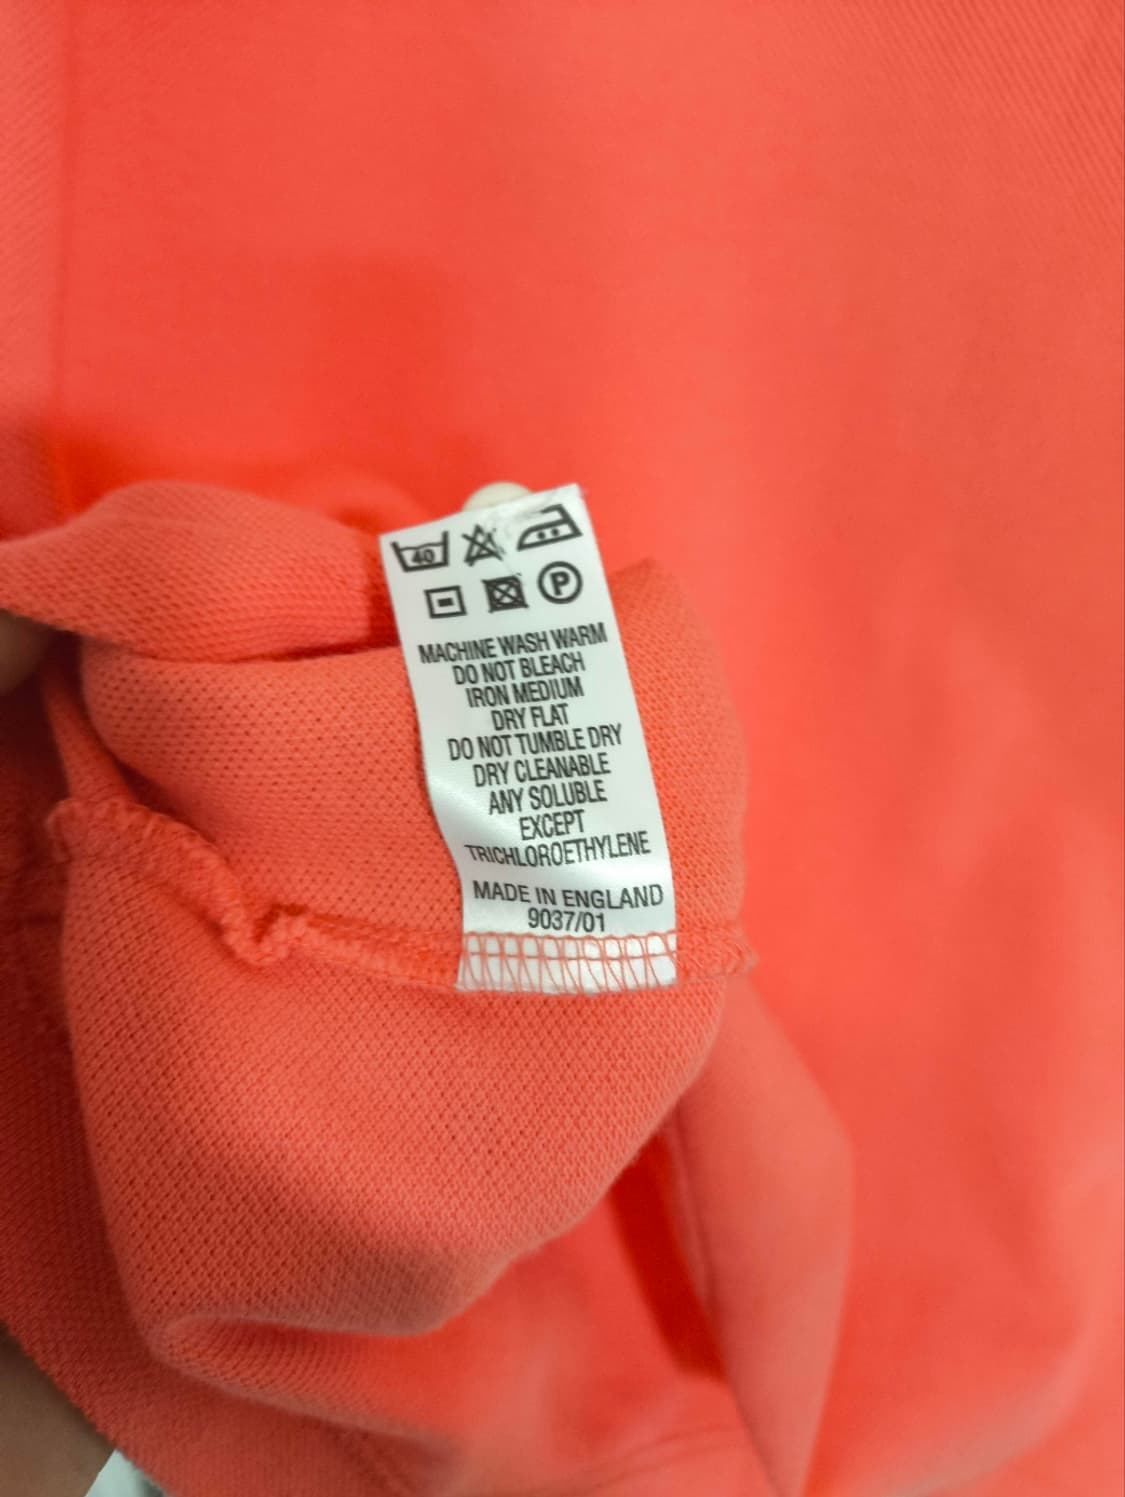 40
P
MACHINE WASH WARM
DO NOT BLEACH
IRON MEDIUM
DRY FLAT
DO NOT TUMBLE DRY
DRY CLEANABLE
ANY SOLUBLE
EXCEPT
TRICHLOROETHYLENE
MADE IN ENGLAND
9037/01